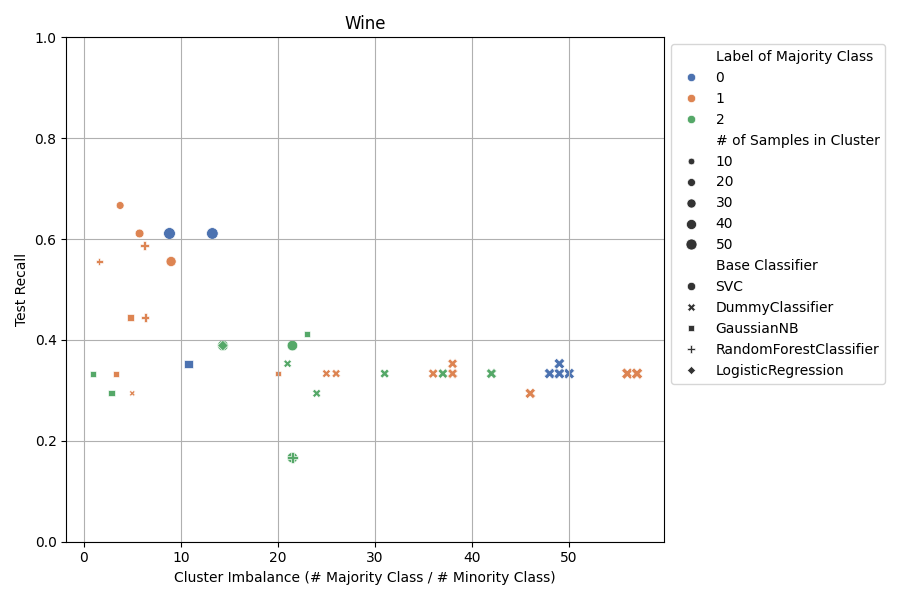 Wine
1.0
0.8
0.6
0.4
0.2
0.0
Test Recall
0
10
20
30
40
50
Cluster Imbalance (# Majority Class / # Minority Class)
Label of Majority Class
0
1
2
# of Samples in Cluster
10
20
30
40
50
Base Classifier
SVC
DummyClassifier
GaussianNB
RandomForestClassifier
LogisticRegression